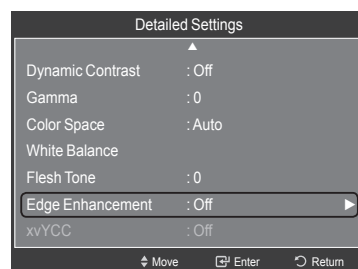 Detailed Settings
Dynamic Contrast : Off
Gamma : 0
Color Space : Auto
White Balance
Flesh Tone : 0
Edge Enhancement : Off
xvYCC : Off
Move Enter Return